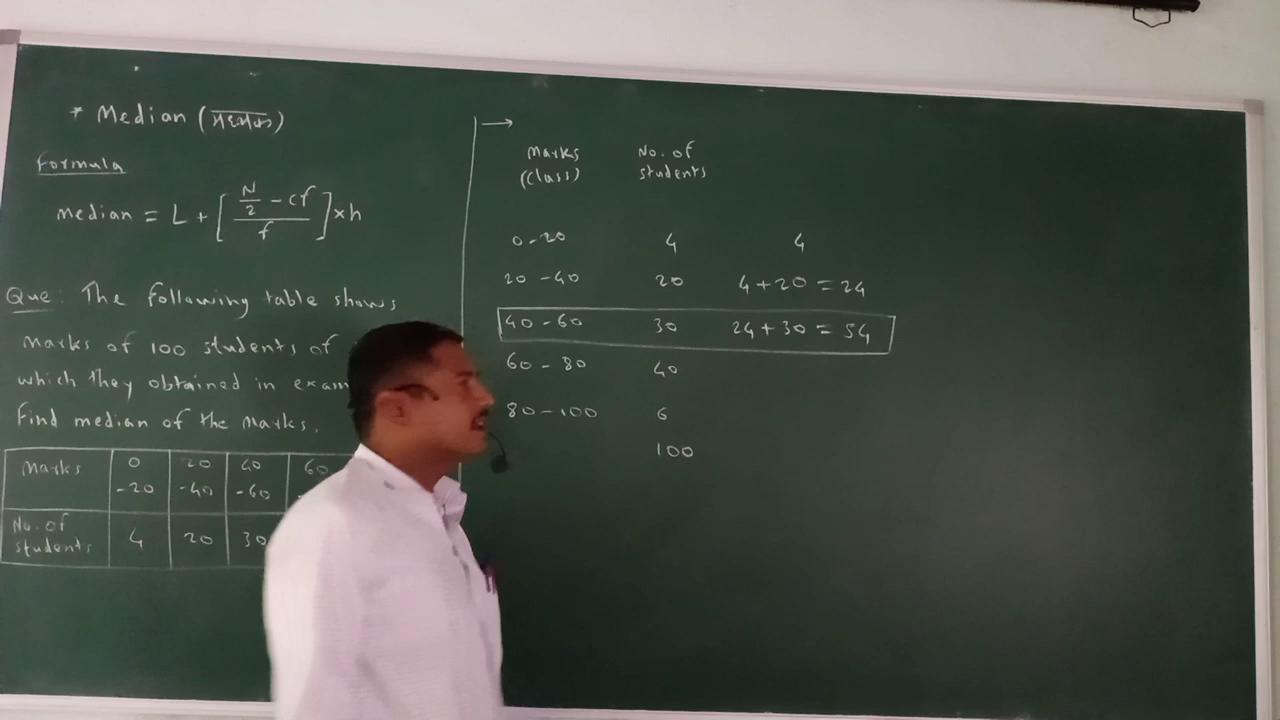 * Median (मध्यक)
Formula
median = L + [ (N/2 - cf) / f ] × h
Que: The following table shows
marks of 100 students of
which they obtained in exam
Find median of the marks.
Marks 0-20 20-40 40-60 60
No. of students 4 20 30
→
Marks (Class) No. of students
0-20 4 4
20-40 20 4+20=24
40-60 30 24+30=54
60-80 40
80-100 6
100